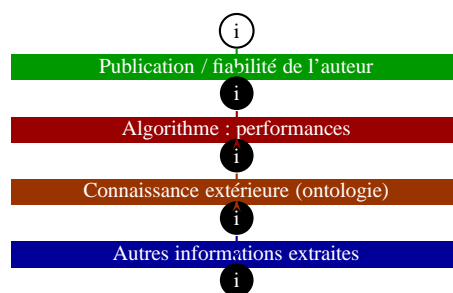 i
Publication / fiabilité de l'auteur
i
Algorithme : performances
i
Connaissance extérieure (ontologie)
i
Autres informations extraites
i